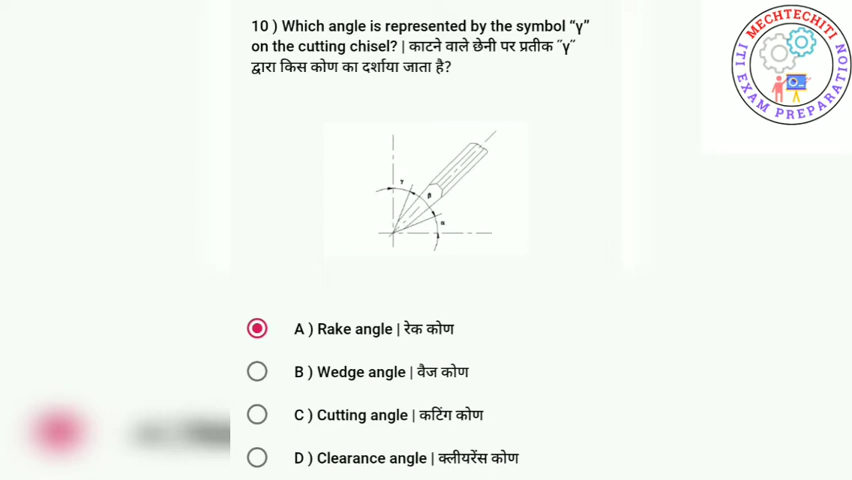 10 ) Which angle is represented by the symbol “γ”
on the cutting chisel? | काटने वाले छेनी पर प्रतीक ˝γ˝
द्वारा किस कोण का दर्शाया जाता है?
MECHTECHITI
ITI EXAM PREPARATION
γ
β
α
A ) Rake angle | रेक कोण
B ) Wedge angle | वैज कोण
C ) Cutting angle | कटिंग कोण
D ) Clearance angle | क्लीयरेंस कोण